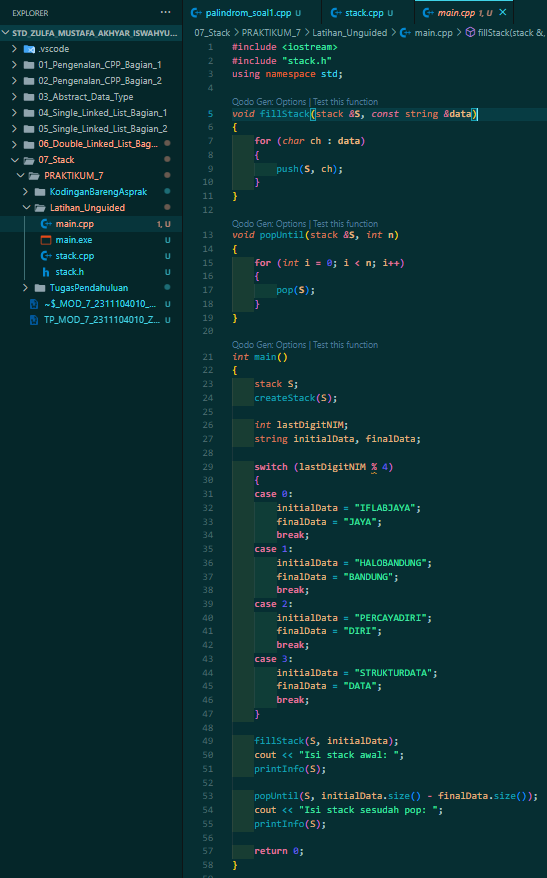 EXPLORER ···
STD_ZULFA_MUSTAFA_AKHYAR_ISWAHYU...
.vscode
01_Pengenalan_CPP_Bagian_1
02_Pengenalan_CPP_Bagian_2
03_Abstract_Data_Type
04_Single_Linked_List_Bagian_1
05_Single_Linked_List_Bagian_2
06_Double_Linked_List_Bag...
07_Stack
PRAKTIKUM_7
KodinganBarengAsprak
Latihan_Unguided
main.cpp 1, U
main.exe U
stack.cpp U
stack.h U
TugasPendahuluan
~$_MOD_7_2311104010_... U
TP_MOD_7_2311104010_Z... U
palindrom_soal1.cpp U stack.cpp U main.cpp 1, U ×
07_Stack > PRAKTIKUM_7 > Latihan_Unguided > main.cpp > fillStack(stack &,
1 #include <iostream>
2 #include "stack.h"
3 using namespace std;
4
Qodo Gen: Options | Test this function
5 void fillStack(stack &S, const string &data)
6 {
7 for (char ch : data)
8 {
9 push(S, ch);
10 }
11 }
12
Qodo Gen: Options | Test this function
13 void popUntil(stack &S, int n)
14 {
15 for (int i = 0; i < n; i++)
16 {
17 pop(S);
18 }
19 }
20
Qodo Gen: Options | Test this function
21 int main()
22 {
23 stack S;
24 createStack(S);
25
26 int lastDigitNIM;
27 string initialData, finalData;
28
29 switch (lastDigitNIM % 4)
30 {
31 case 0:
32 initialData = "IFLABJAYA";
33 finalData = "JAYA";
34 break;
35 case 1:
36 initialData = "HALOBANDUNG";
37 finalData = "BANDUNG";
38 break;
39 case 2:
40 initialData = "PERCAYADIRI";
41 finalData = "DIRI";
42 break;
43 case 3:
44 initialData = "STRUKTURDATA";
45 finalData = "DATA";
46 break;
47 }
48
49 fillStack(S, initialData);
50 cout << "Isi stack awal: ";
51 printInfo(S);
52
53 popUntil(S, initialData.size() - finalData.size());
54 cout << "Isi stack sesudah pop: ";
55 printInfo(S);
56
57 return 0;
58 }